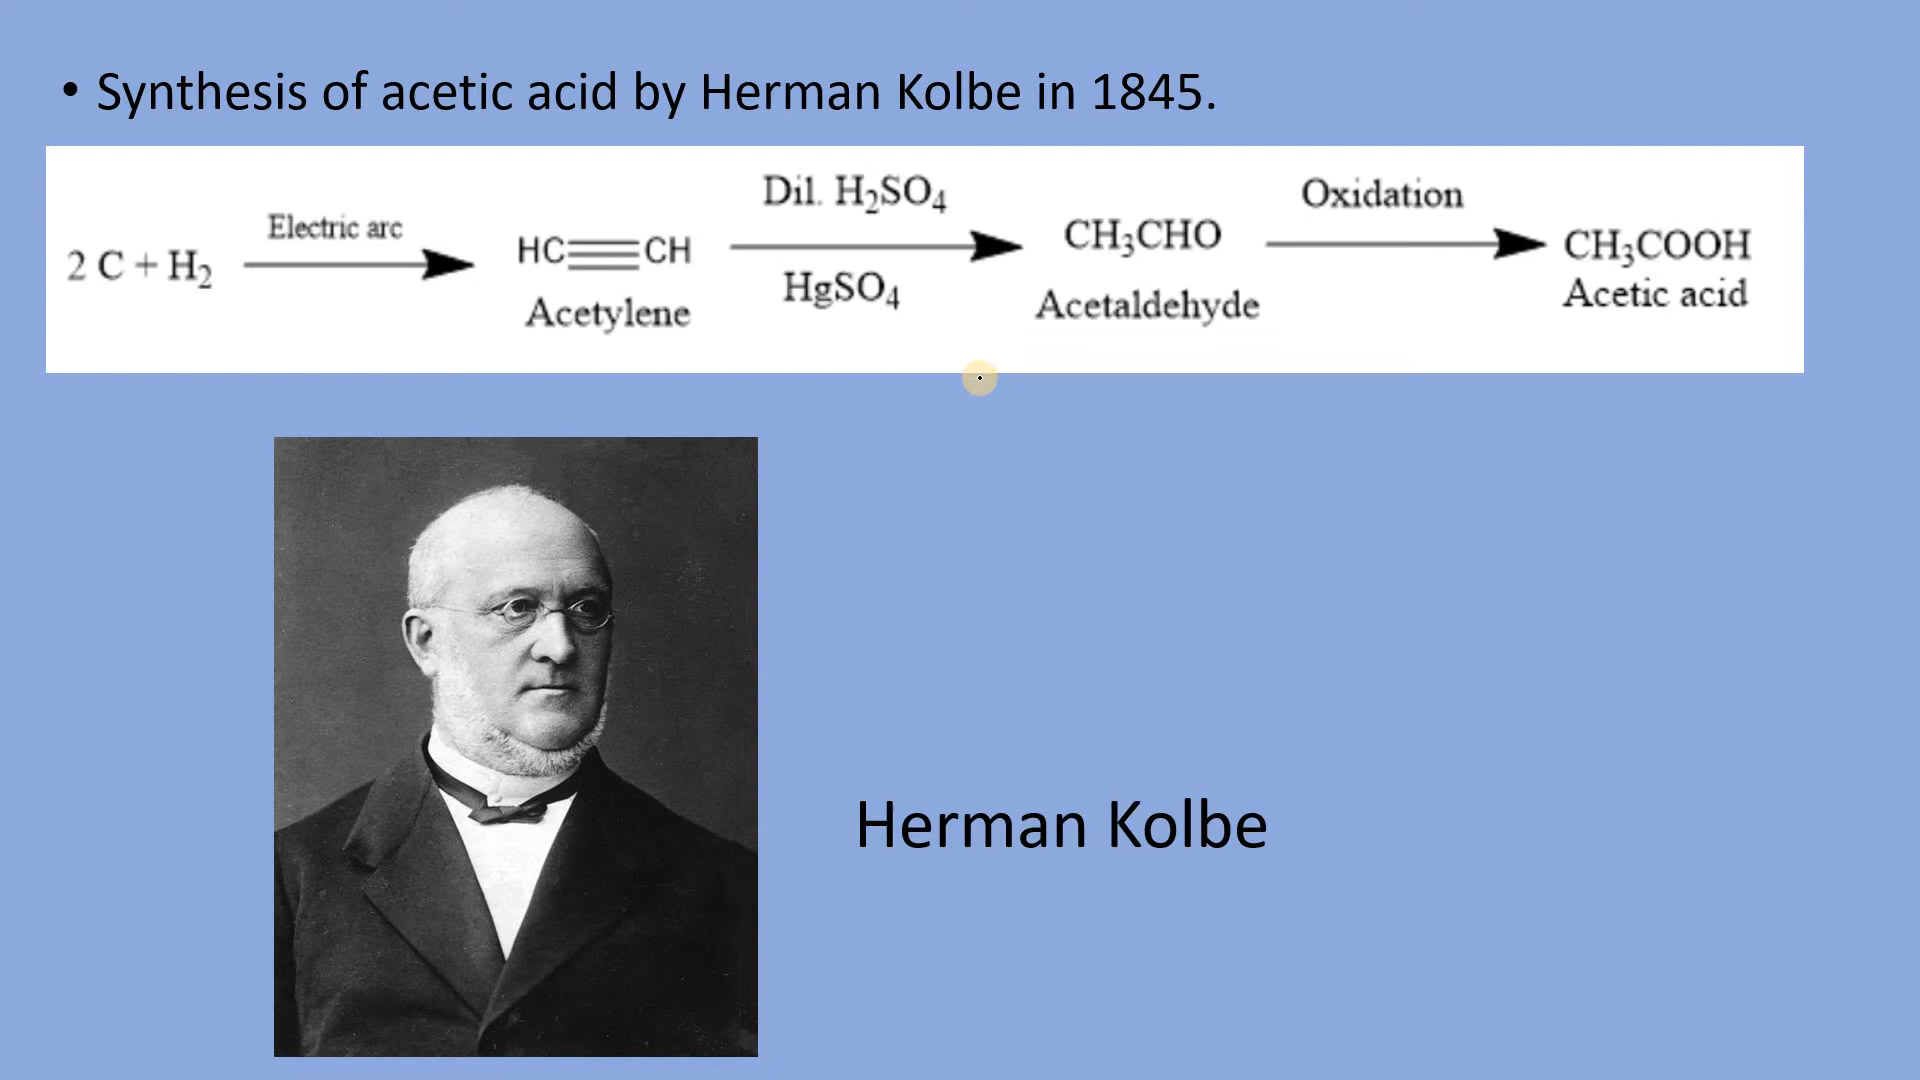 • Synthesis of acetic acid by Herman Kolbe in 1845.
2 C + H₂
Electric arc
HC≡CH
Acetylene
Dil. H₂SO₄
HgSO₄
CH₃CHO
Acetaldehyde
Oxidation
CH₃COOH
Acetic acid
Herman Kolbe